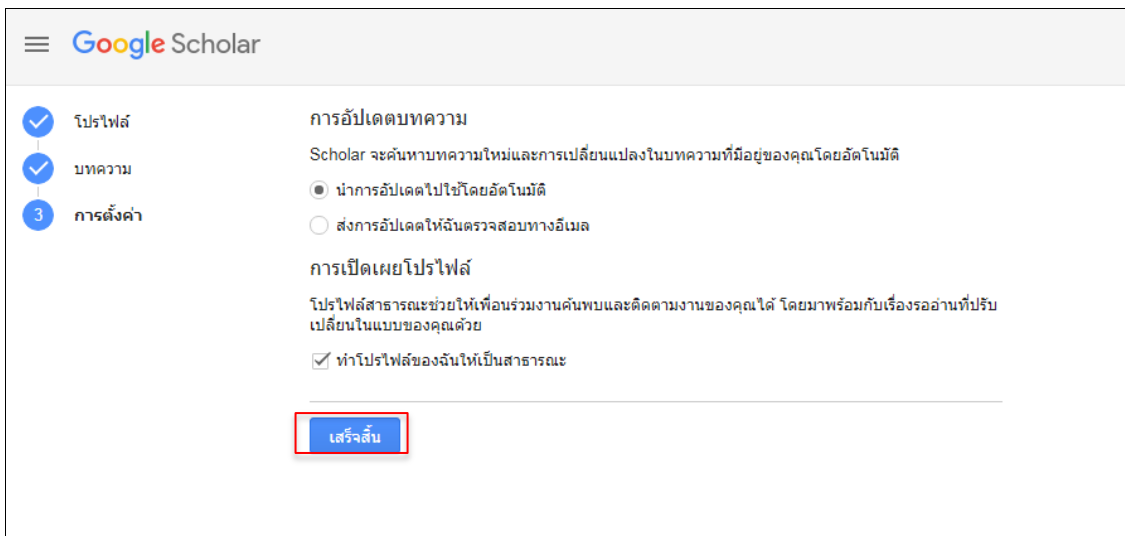 Google Scholar
โปรไฟล์
บทความ
3 การตั้งค่า
การอัปเดตบทความ
Scholar จะค้นหาบทความใหม่และการเปลี่ยนแปลงในบทความที่มีอยู่ของคุณโดยอัตโนมัติ
นำการอัปเดตไปใช้โดยอัตโนมัติ
ส่งการอัปเดตให้ฉันตรวจสอบทางอีเมล
การเปิดเผยโปรไฟล์
โปรไฟล์สาธารณะช่วยให้เพื่อนร่วมงานค้นพบและติดตามงานของคุณได้ โดยมาพร้อมกับเรื่องรออ่านที่ปรับ
เปลี่ยนในแบบของคุณด้วย
ทำโปรไฟล์ของฉันให้เป็นสาธารณะ
เสร็จสิ้น